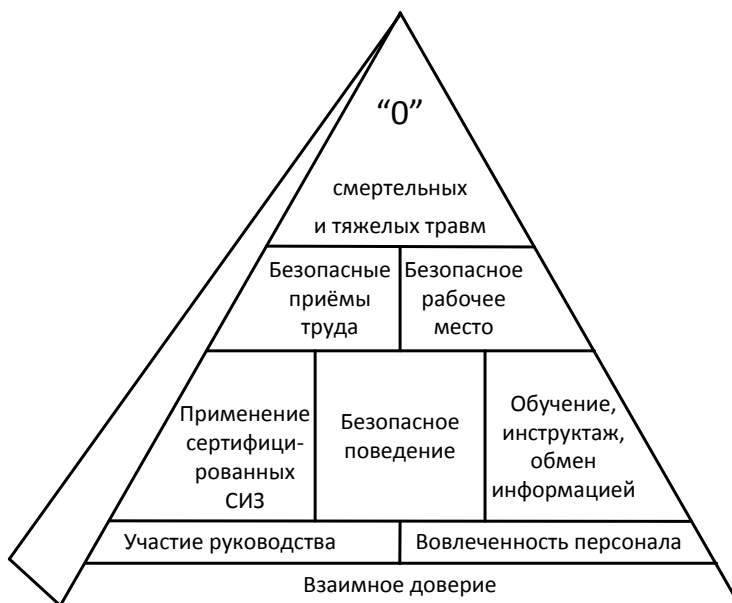 “0”
смертельных
и тяжелых травм
Безопасные
приёмы
труда
Безопасное
рабочее
место
Применение
сертифици-
рованных
СИЗ
Безопасное
поведение
Обучение,
инструктаж,
обмен
информацией
Участие руководства
Вовлеченность персонала
Взаимное доверие